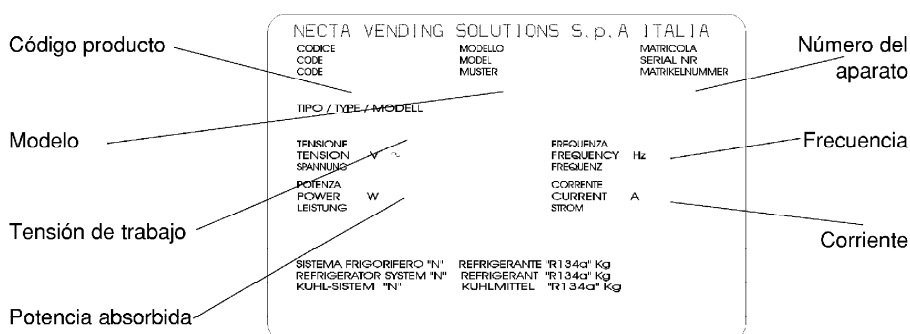 NECTA VENDING SOLUTIONS S.p.A ITALIA
Código producto
CODICE MODELLO MATRICOLA
CODE MODEL SERIAL NR
CODE MUSTER MATRIKELNUMMER
Número del
aparato
TIPO / TYPE / MODELL
Modelo
TENSIONE FREQUENZA
TENSION V ~ FREQUENCY Hz
SPANNUNG FREQUENZ
Frecuencia
POTENZA CORRENTE
POWER W CURRENT A
LEISTUNG STROM
Tensión de trabajo
Corriente
SISTEMA FRIGORIFERO "N" REFRIGERANTE "R134a" Kg
REFRIGERATOR SYSTEM "N" REFRIGERANT "R134a" Kg
KUHL-SISTEM "N" KUHLMITTEL "R134a" Kg
Potencia absorbida